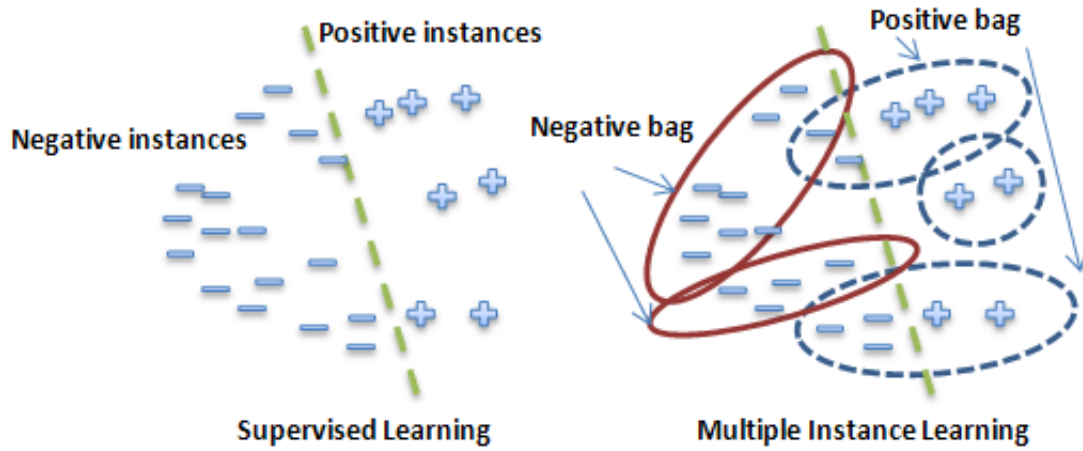 Positive instances
Negative instances
Supervised Learning
Positive bag
Negative bag
Multiple Instance Learning